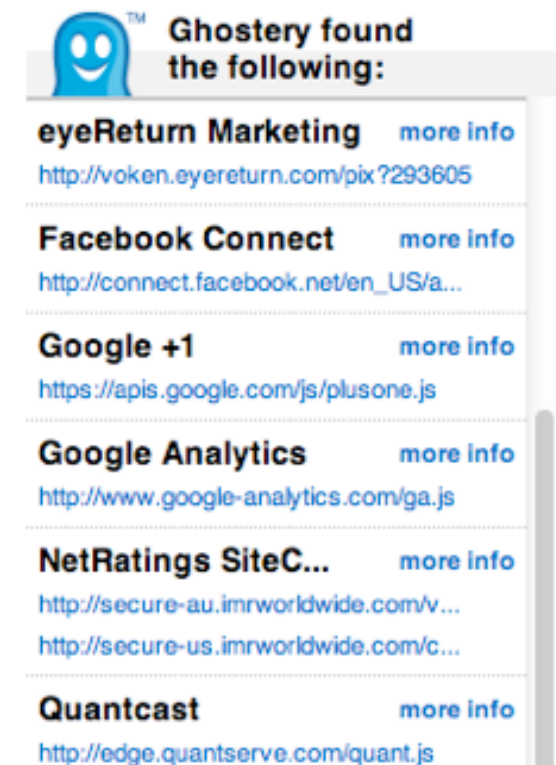 TM
Ghostery found
the following:
eyeReturn Marketing more info
http://voken.eyereturn.com/pix?293605
Facebook Connect more info
http://connect.facebook.net/en_US/a...
Google +1 more info
https://apis.google.com/js/plusone.js
Google Analytics more info
http://www.google-analytics.com/ga.js
NetRatings SiteC... more info
http://secure-au.imrworldwide.com/v...
http://secure-us.imrworldwide.com/c...
Quantcast more info
http://edge.quantserve.com/quant.js